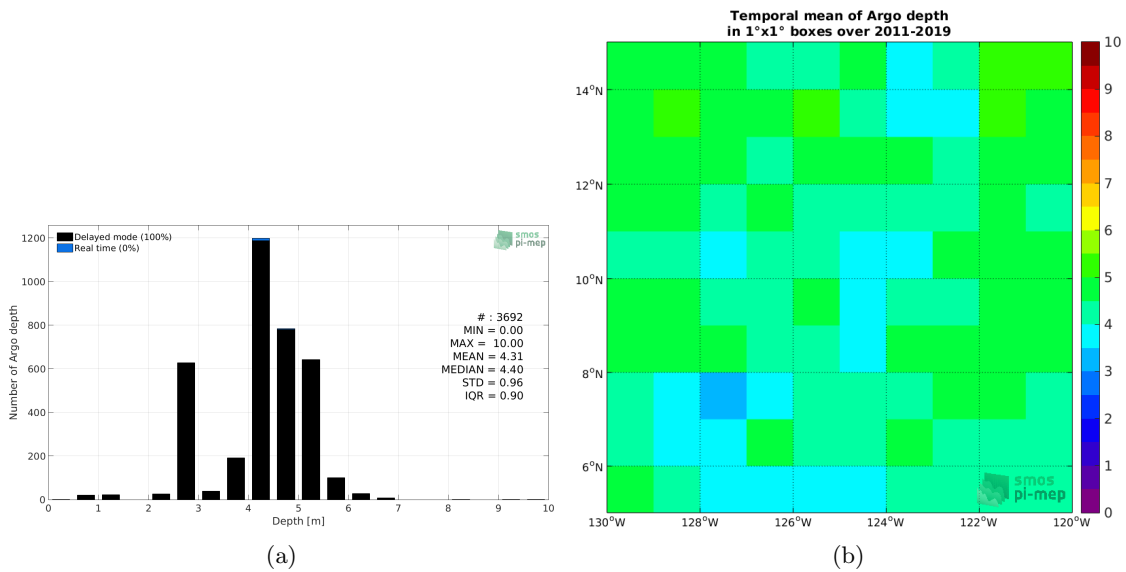 Delayed mode (100%)
Real time (0%)
smos
pi-mep
Number of Argo depth
1200
1000
800
600
400
200
0
# : 3692
MIN = 0.00
MAX = 10.00
MEAN = 4.31
MEDIAN = 4.40
STD = 0.96
IQR = 0.90
0 1 2 3 4 5 6 7 8 9 10
Depth [m]
(a)
Temporal mean of Argo depth
in 1°x1° boxes over 2011-2019
14°N
12°N
10°N
8°N
6°N
130°W 128°W 126°W 124°W 122°W 120°W
smos
pi-mep
10
9
8
7
6
5
4
3
2
1
0
(b)